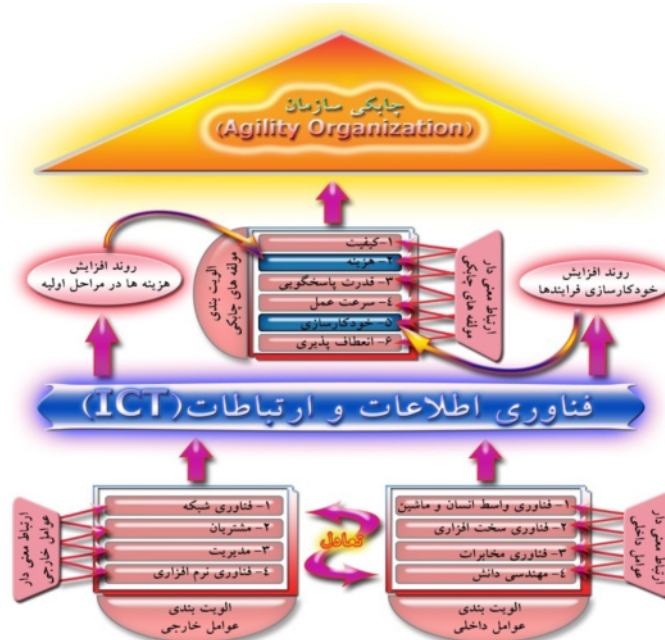 چابکی سازمان
(Agility Organization)
روند افزایش
هزینه ها در مراحل اولیه
الویت بندی
مولفه های چابکی
۱-کیفیت
۲-هزینه
۳-قدرت پاسخگویی
۴-سرعت عمل
۵-خودکارسازی
۶-انعطاف پذیری
ارتباط معنی دار
مولفه های چابکی
روند افزایش
خودکارسازی فرایندها
فناوری اطلاعات و ارتباطات(ICT)
ارتباط معنی دار
عوامل خارجی
۱-فناوری شبکه
۲-مشتریان
۳-مدیریت
۴-فناوری نرم افزاری
الویت بندی
عوامل خارجی
تعادل
۱-فناوری واسط انسان و ماشین
۲-فناوری سخت افزاری
۳-فناوری مخابرات
۴-مهندسی دانش
الویت بندی
عوامل داخلی
ارتباط معنی دار
عوامل داخلی